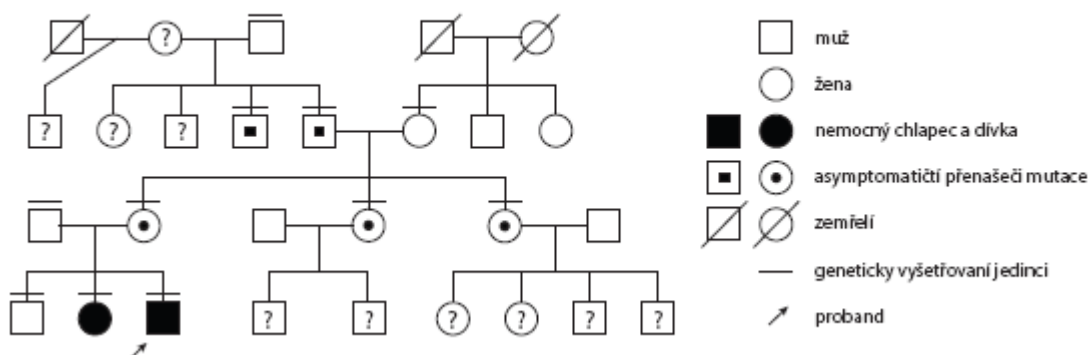 ?
muž
žena
? ? ?
nemocný chlapec a dívka
asymptomatičtí přenašeči mutace
zemřelí
geneticky vyšetřovaní jedinci
? ? ? ? ? ?
proband